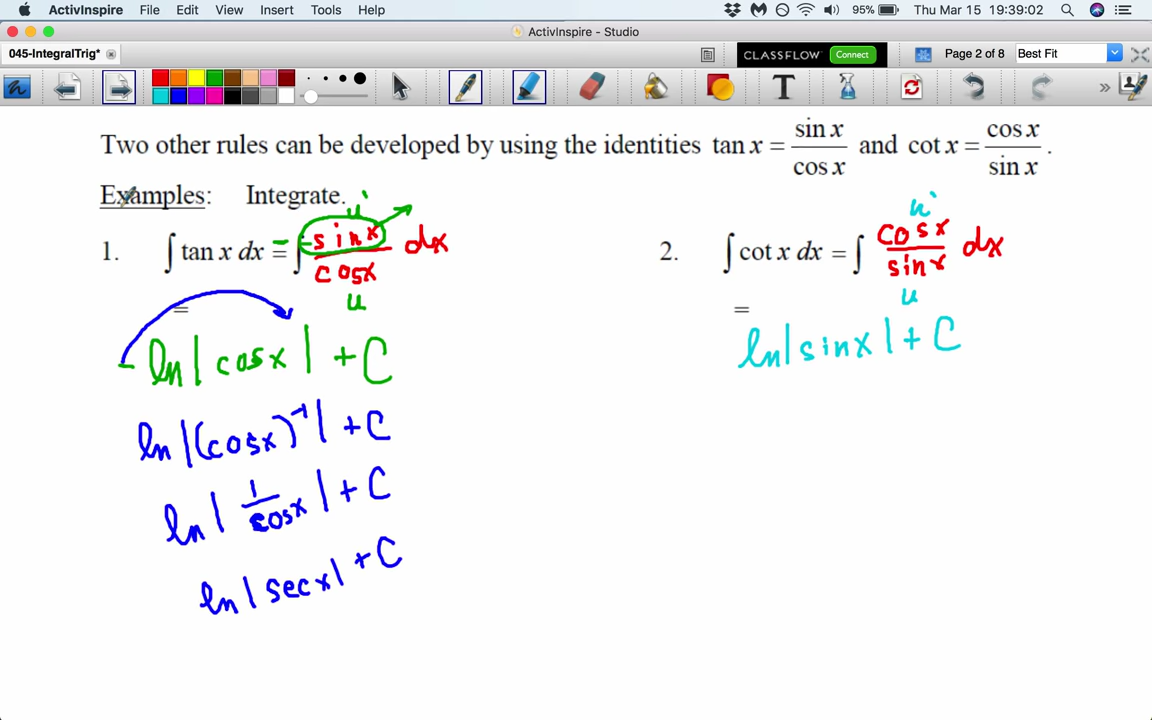 ActivInspire File Edit View Insert Tools Help 95% Thu Mar 15 19:39:02
ActivInspire - Studio
045-IntegralTrig* CLASSFLOW Connect Page 2 of 8 Best Fit
T »
Two other rules can be developed by using the identities tan x = sin x / cos x and cot x = cos x / sin x .
Examples: Integrate.
1. ∫ tan x dx = - ∫ -sin x / cos x dx
u'
u
=
- ln|cos x| + C
ln|(cos x)⁻¹| + C
ln|1/cos x| + C
ln|sec x| + C
2. ∫ cot x dx = ∫ cos x / sin x dx
u'
u
=
ln|sin x| + C